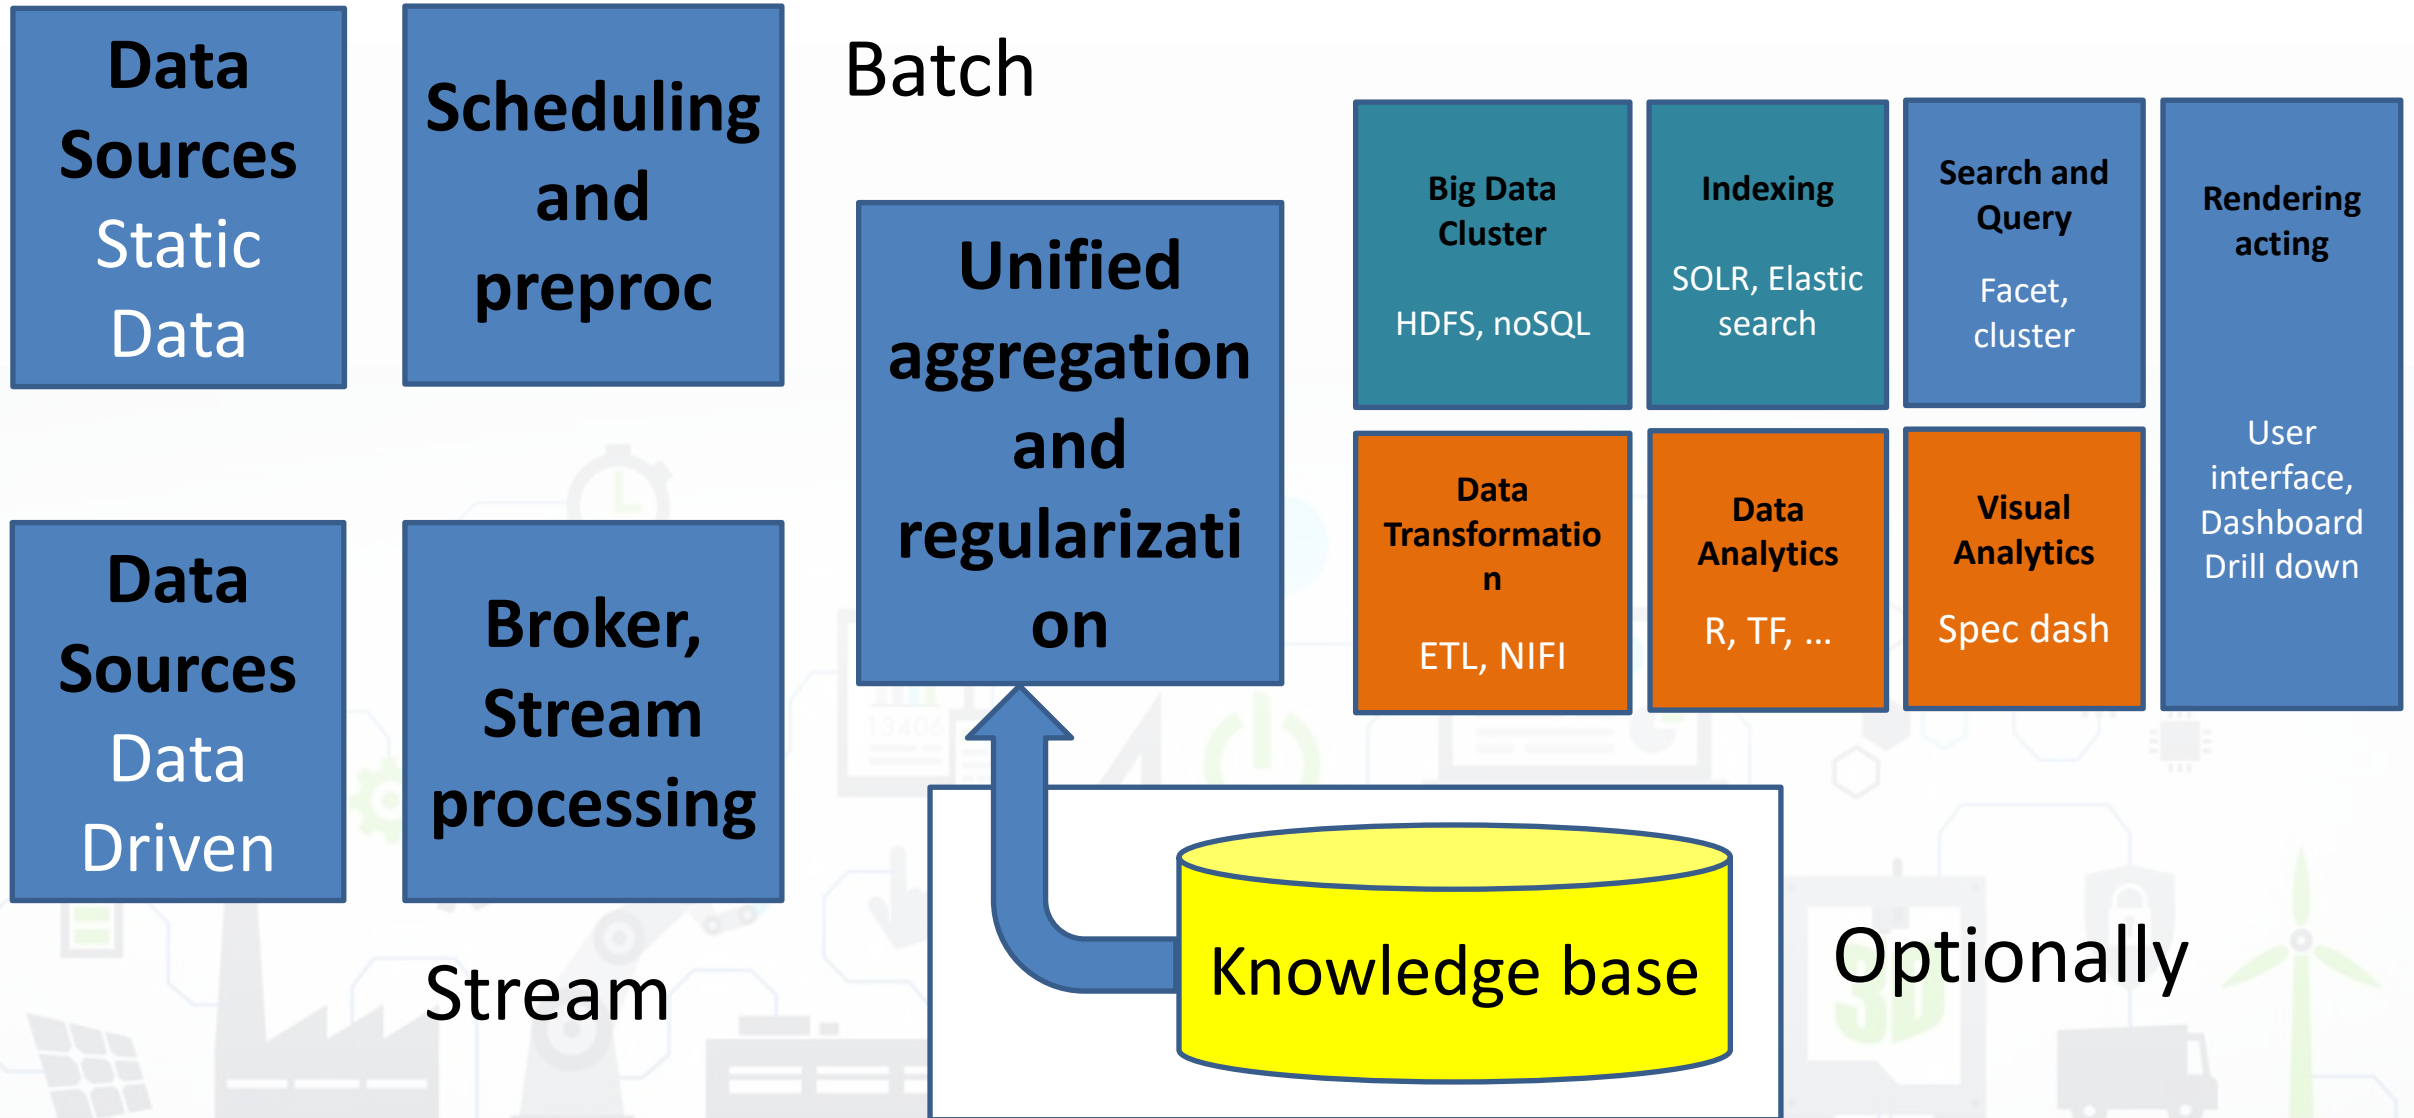 Data
Sources
Static
Data
Scheduling
and
preproc
Batch
Unified
aggregation
and
regularizati
on
Big Data
Cluster
HDFS, noSQL
Indexing
SOLR, Elastic
search
Search and
Query
Facet,
cluster
Rendering
acting
User
interface,
Dashboard
Drill down
Data
Transformatio
n
ETL, NIFI
Data
Analytics
R, TF, ...
Visual
Analytics
Spec dash
Data
Sources
Data
Driven
Broker,
Stream
processing
Stream
13406
Knowledge base
Optionally
3D